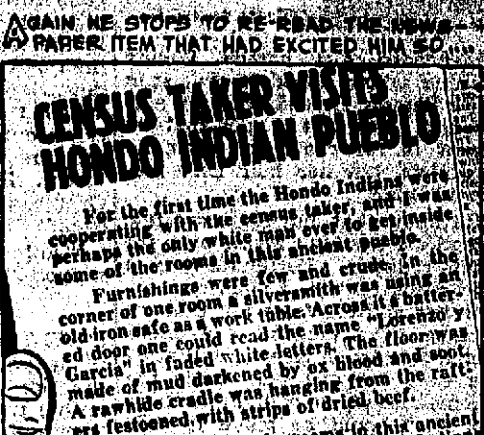 AGAIN HE STOPS TO RE-READ THE NEWS-
PAPER ITEM THAT HAD EXCITED HIM SO....
CENSUS TAKER VISITS
HONDO INDIAN PUEBLO
For the first time the Hondo Indians were
cooperating with the census taker, and I was
perhaps the only white man ever to get inside
some of the rooms in this ancient pueblo.
Furnishings were few and crude. In the
corner of one room a silversmith was using an
old iron safe as a work table. Across its batter-
ed door one could read the name "Lorenzo y
Garcia" in faded white letters. The floor was
made of mud darkened by ox blood and soot.
A rawhide cradle was hanging from the raft-
ers festooned with strips of dried beef.
in this ancient